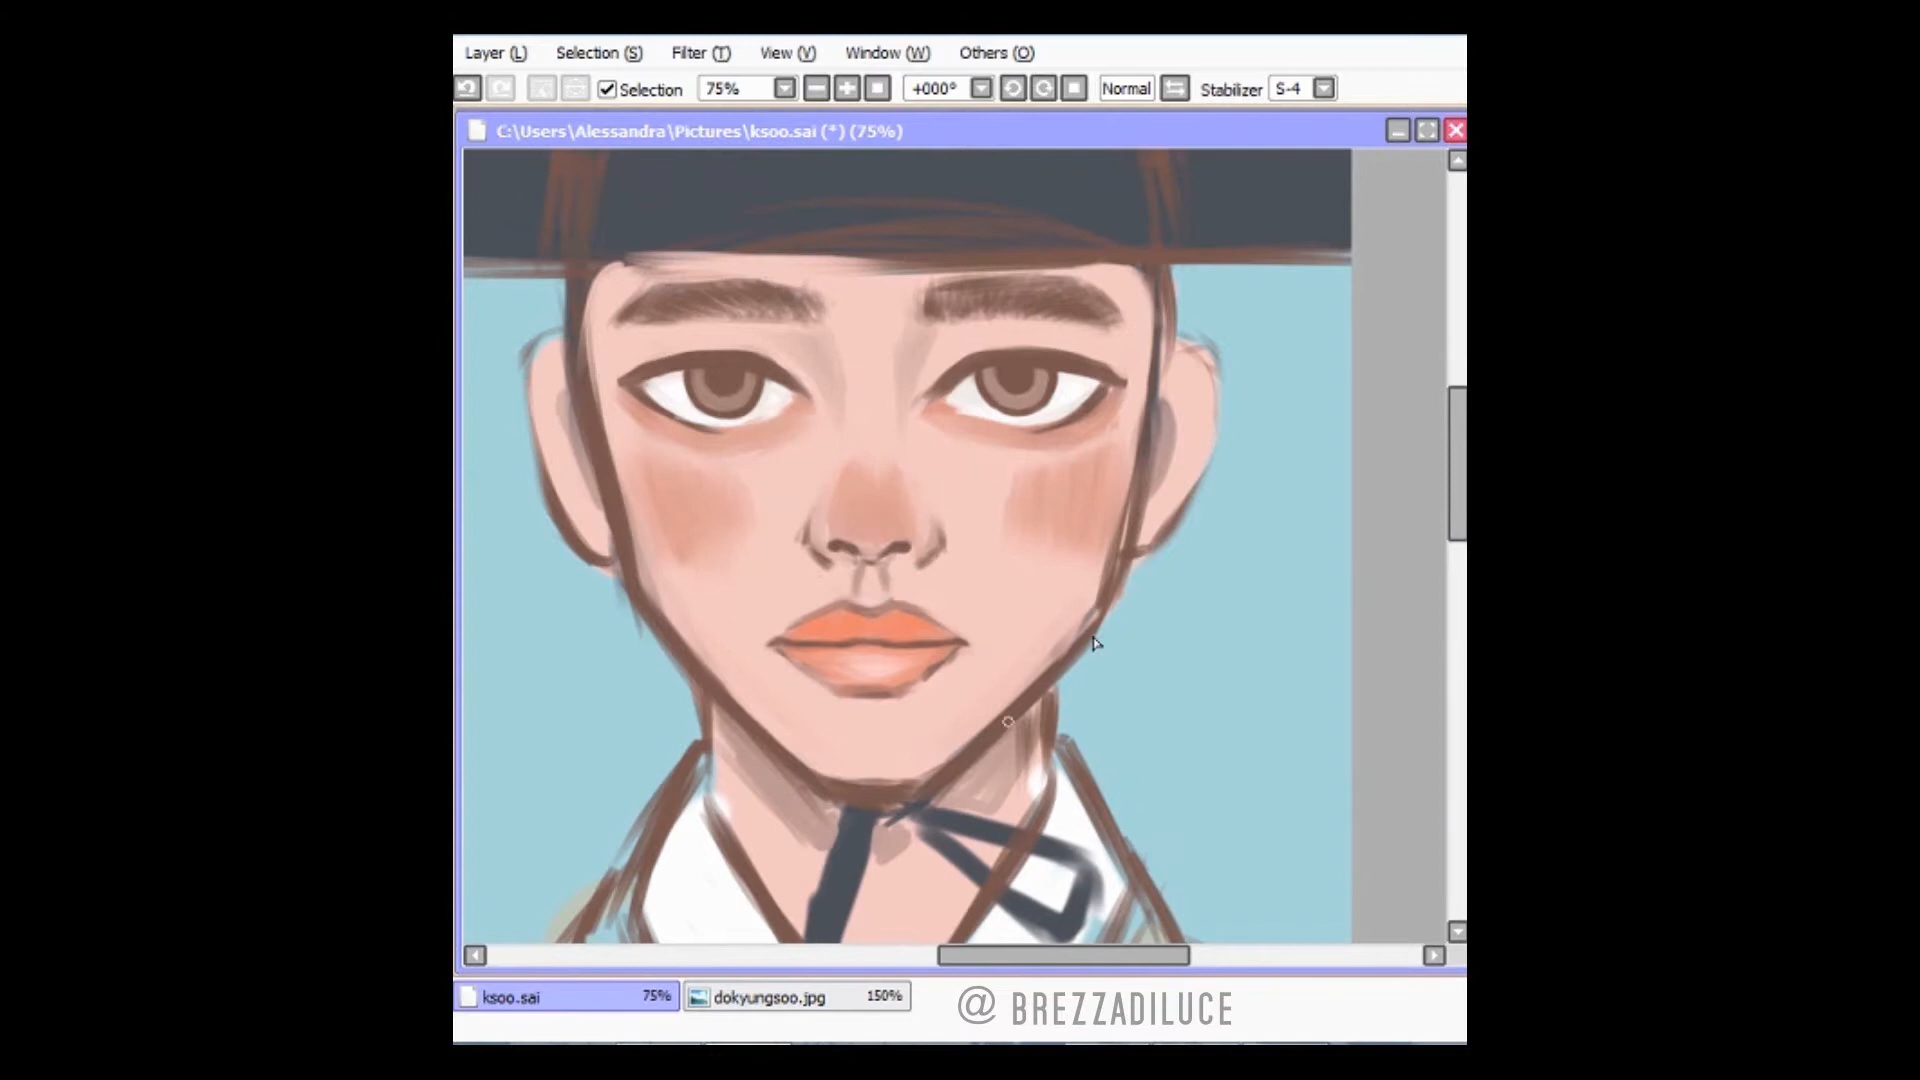 Layer (L) Selection (S) Filter (T) View (V) Window (W) Others (O)
Selection 75% +000° Normal Stabilizer S-4
C:\Users\Alessandra\Pictures\ksoo.sai (*) (75%)
ksoo.sai 75% dokyungsoo.jpg 150%
@ BREZZADILUCE